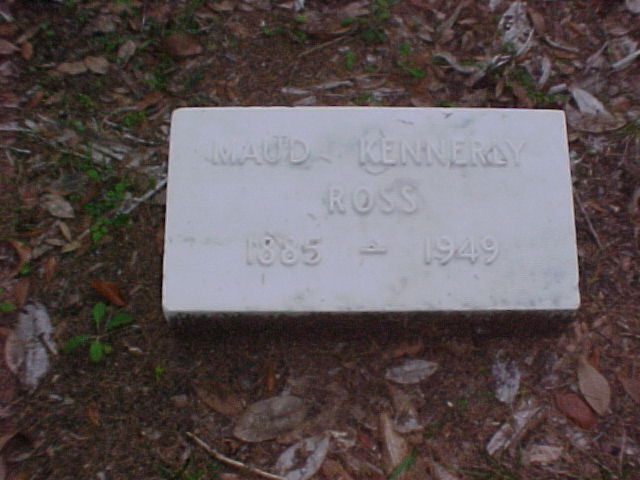 MAUD KENNERLY
ROSS
1885 – 1949